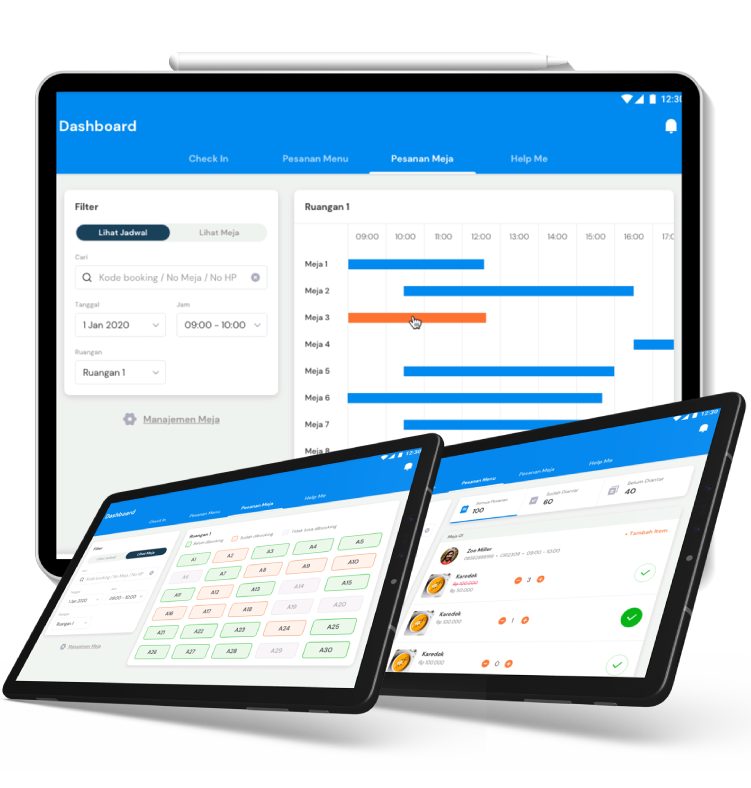 12:30
Dashboard
Check In
Pesanan Menu
Pesanan Meja
Help Me
Filter
Lihat Jadwal
Lihat Meja
Cari
Kode booking / No Meja / No HP
Tanggal
Jam
1 Jan 2020
09:00 - 10:00
Ruangan
Ruangan 1
Manajemen Meja
Ruangan 1
09:00 10:00 11:00 12:00 13:00 14:00 15:00 16:00
Meja 1
Meja 2
Meja 3
Meja 4
Meja 5
Meja 6
Meja 7
Meja 8
12:30
Dashboard
Check In
Pesanan Menu
Pesanan Meja
Help Me
Filter
Lihat Jadwal
Lihat Meja
Kode booking / No Meja / No HP
1 Jan 2020
09:00 - 10:00
Ruangan 1
Manajemen Meja
Ruangan 1
Sudah dibooking
Tidak bisa dibooking
A1 A2 A3 A4 A5
A6 A7 A8 A9 A10
A11 A12 A13 A14 A15
A16 A17 A18 A19 A20
A21 A22 A23 A24 A25
A26 A27 A28 A29 A30
12:30
Pesanan Menu
Pesanan Meja
Help Me
Semua Pesanan
100
Sudah Diantar
60
Belum Diantar
40
Meja 01
+ Tambah Item
Zoe Miller
09:00 - 10:00
Karedok
Rp 100.000
Rp 50.000
3
Karedok
Rp 100.000
1
Karedok
Rp 100.000
0